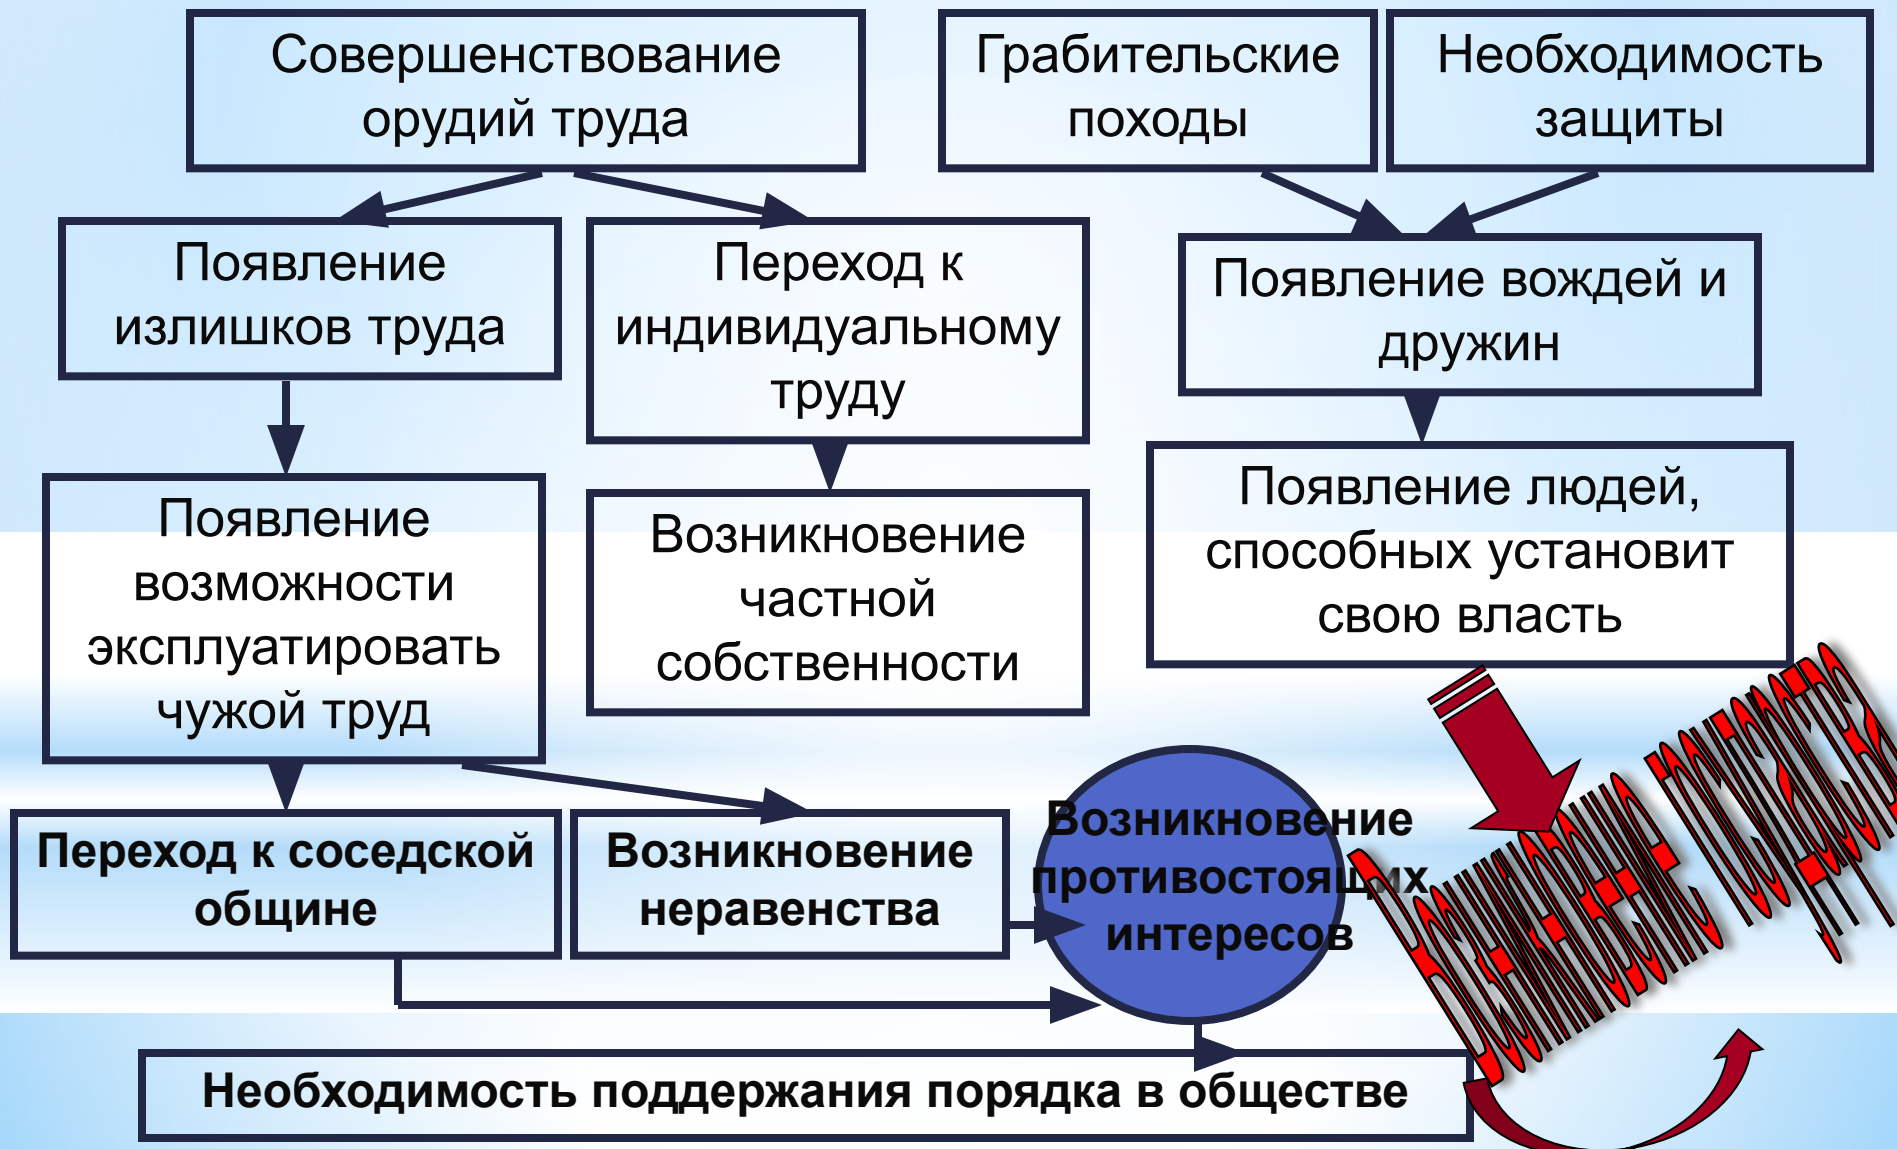 Совершенствование
орудий труда
Грабительские
походы
Необходимость
защиты
Появление
излишков труда
Переход к
индивидуальному
труду
Появление вождей и
дружин
Появление
возможности
эксплуатировать
чужой труд
Возникновение
частной
собственности
Появление людей,
способных установит
свою власть
Переход к соседской
общине
Возникновение
неравенства
Возникновение
противостоящих
интересов
Возникновение государства
Необходимость поддержания порядка в обществе